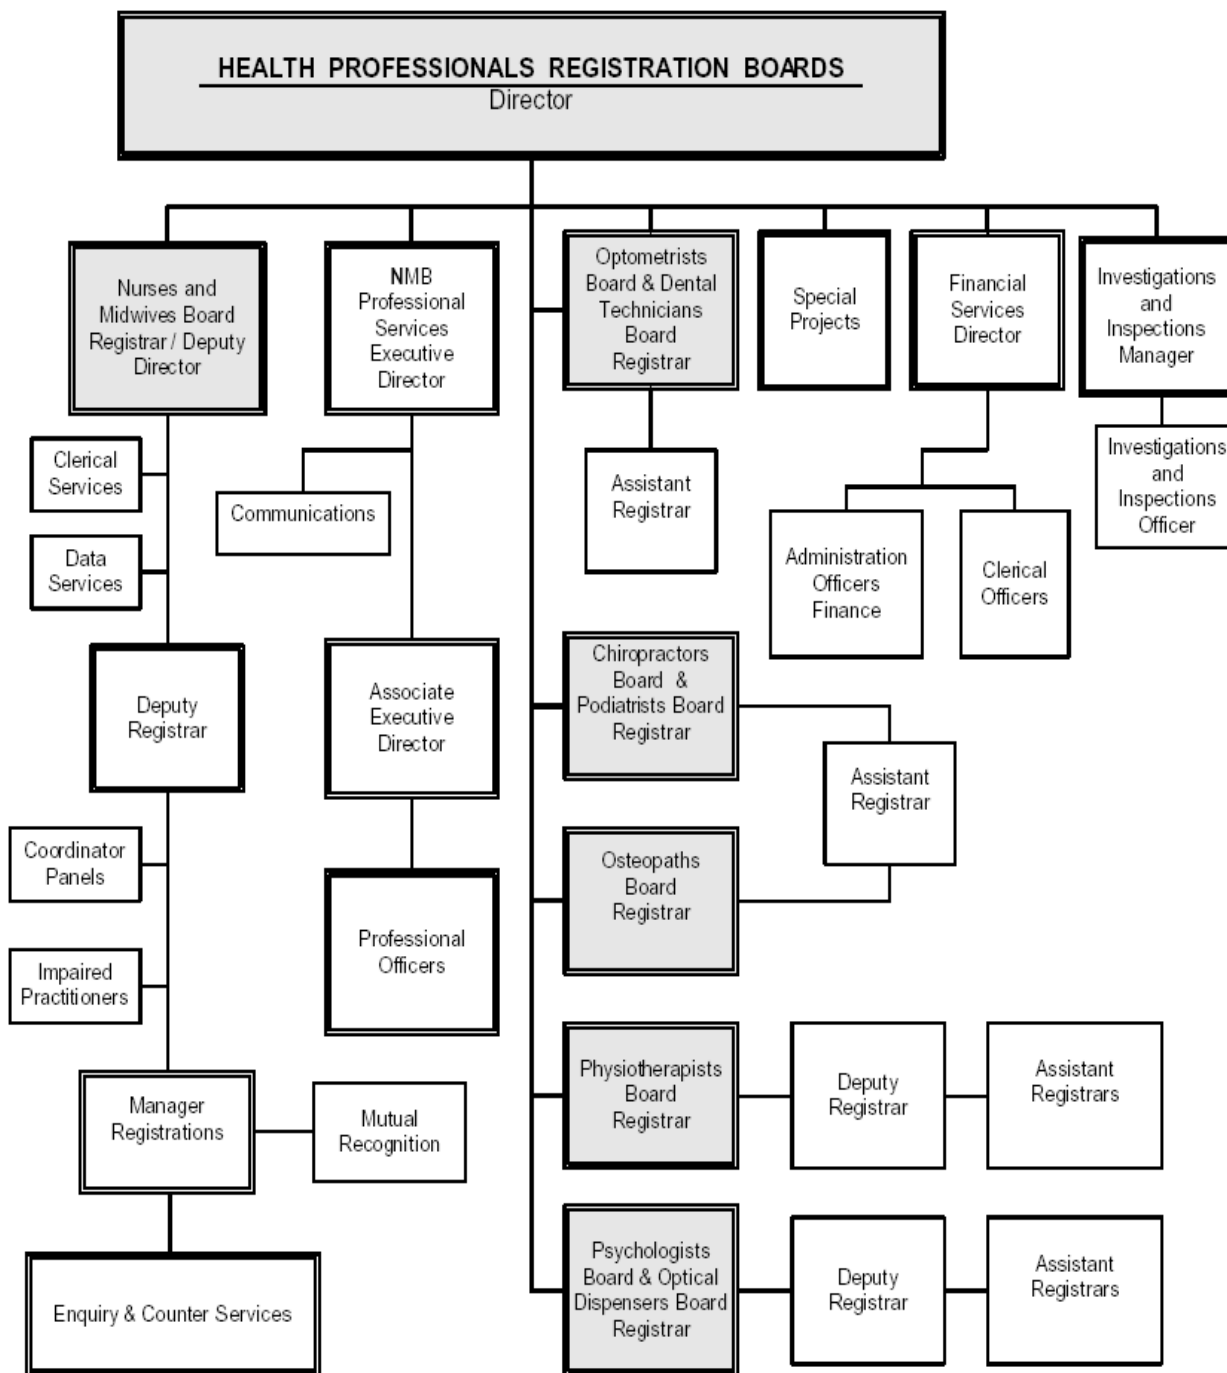 HEALTH PROFESSIONALS REGISTRATION BOARDS
Director
Nurses and
Midwives Board
Registrar / Deputy
Director
NMB
Professional
Services
Executive
Director
Optometrists
Board & Dental
Technicians
Board
Registrar
Special
Projects
Financial
Services
Director
Investigations
and
Inspections
Manager
Clerical
Services
Communications
Assistant
Registrar
Investigations
and
Inspections
Officer
Data
Services
Administration
Officers
Finance
Clerical
Officers
Deputy
Registrar
Associate
Executive
Director
Chiropractors
Board &
Podiatrists Board
Registrar
Assistant
Registrar
Coordinator
Panels
Osteopaths
Board
Registrar
Professional
Officers
Impaired
Practitioners
Physiotherapists
Board
Registrar
Deputy
Registrar
Assistant
Registrars
Manager
Registrations
Mutual
Recognition
Psychologists
Board & Optical
Dispensers Board
Registrar
Deputy
Registrar
Assistant
Registrars
Enquiry & Counter Services